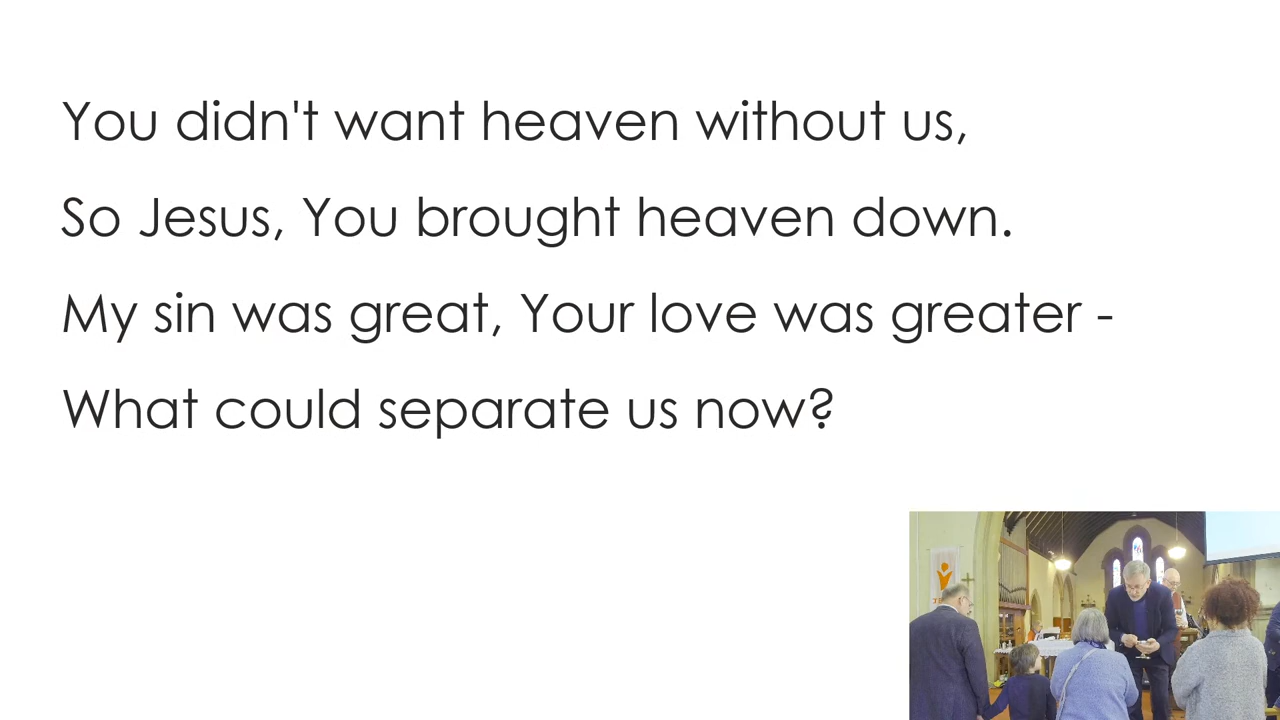 You didn't want heaven without us,
So Jesus, You brought heaven down.
My sin was great, Your love was greater -
What could separate us now?